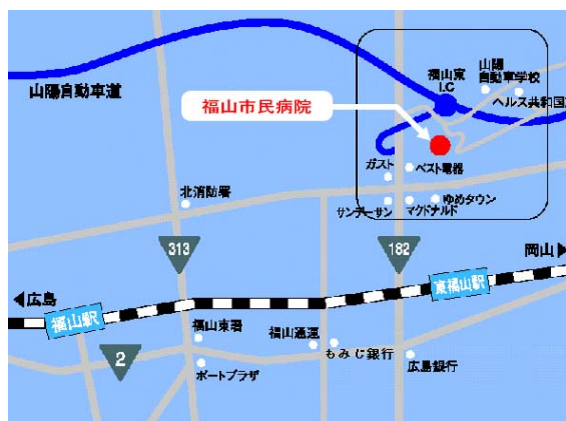 山陽自動車道
福山東
I.C
山陽
自動車学校
ヘルス共和国
福山市民病院
ガスト
ベスト電器
北消防署
サンデーサン
マクドナルド
ゆめタウン
313
182
岡山
広島
福山駅
東福山駅
2
福山東署
福山通運
もみじ銀行
広島銀行
ポートプラザ